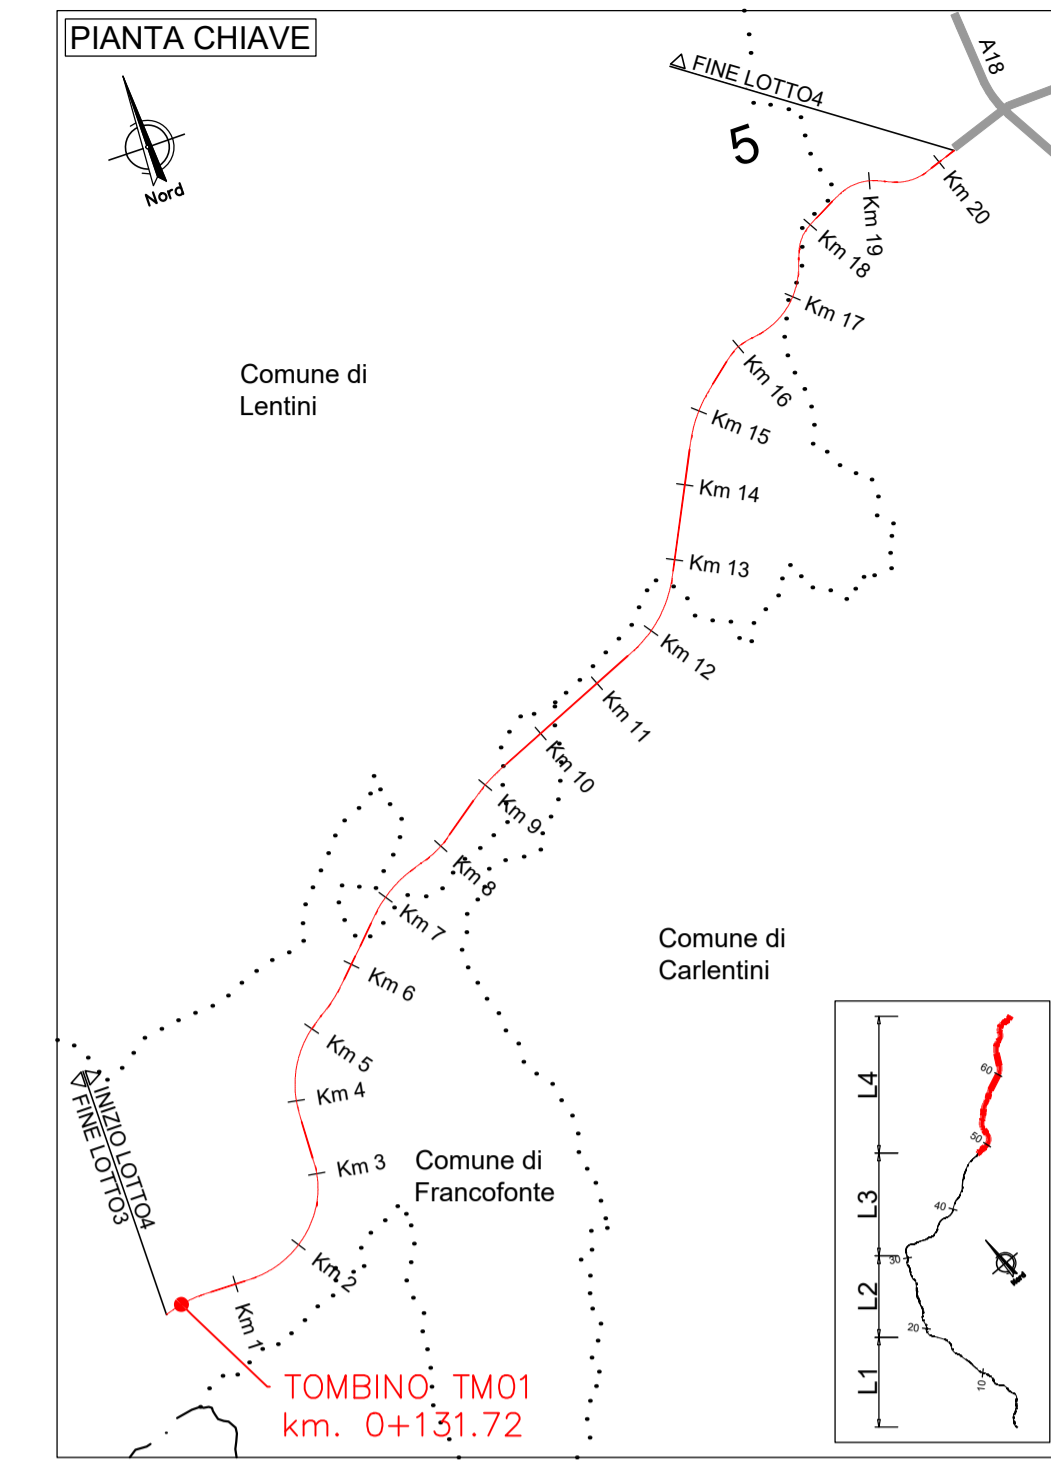 PIANTA CHIAVE
Nord
FINE LOTTO4
A18
5
Km 20
Km 19
Km 18
Km 17
Km 16
Km 15
Km 14
Km 13
Km 12
Km 11
Km 10
Km 9
Km 8
Km 7
Km 6
Km 5
Km 4
Km 3
Km 2
Km 1
Comune di
Lentini
Comune di
Carlentini
Comune di
Francofonte
INIZIO LOTTO4
FINE LOTTO3
TOMBINO TM01
km. 0+131.72
L4
L3
L2
L1
60
50
40
30
20
10